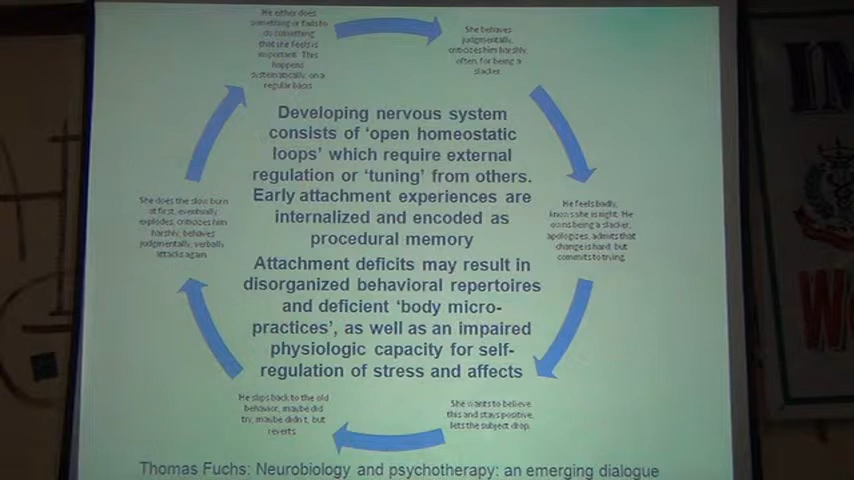 He either does
something or fails to
do something
that she feels is
important. This
happens
systematically, on a
regular basis
She behaves
judgmentally,
criticizes him harshly,
often, for being a
slacker.
Developing nervous system
consists of ‘open homeostatic
loops’ which require external
regulation or ‘tuning’ from others.
Early attachment experiences are
internalized and encoded as
procedural memory
Attachment deficits may result in
disorganized behavioral repertoires
and deficient ‘body micro-
practices’, as well as an impaired
physiologic capacity for self-
regulation of stress and affects
She does the slow burn
at first, eventually
explodes, criticizes him
harshly, behaves
judgmentally, verbally
attacks again
He feels badly,
knows she is right. He
owns being a slacker,
apologizes, admits that
change is hard, but
commits to trying.
He slips back to the old
behavior, maybe did
try, maybe didn't, but
reverts.
She wants to believe
this and stays positive,
lets the subject drop.
Thomas Fuchs: Neurobiology and psychotherapy: an emerging dialogue